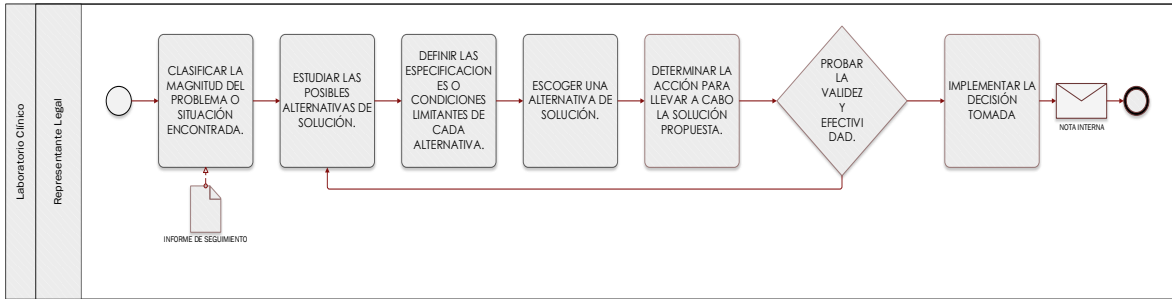 Laboratorio Clínico
Representante Legal
CLASIFICAR LA
MAGNITUD DEL
PROBLEMA O
SITUACIÓN
ENCONTRADA.
INFORME DE SEGUIMIENTO
ESTUDIAR LAS
POSIBLES
ALTERNATIVAS DE
SOLUCIÓN.
DEFINIR LAS
ESPECIFICACION
ES O
CONDICIONES
LIMITANTES DE
CADA
ALTERNATIVA.
ESCOGER UNA
ALTERNATIVA DE
SOLUCIÓN.
DETERMINAR LA
ACCIÓN PARA
LLEVAR A CABO
LA SOLUCIÓN
PROPUESTA.
PROBAR
LA
VALIDEZ
Y
EFECTIVI
DAD.
IMPLEMENTAR LA
DECISIÓN
TOMADA
NOTA INTERNA